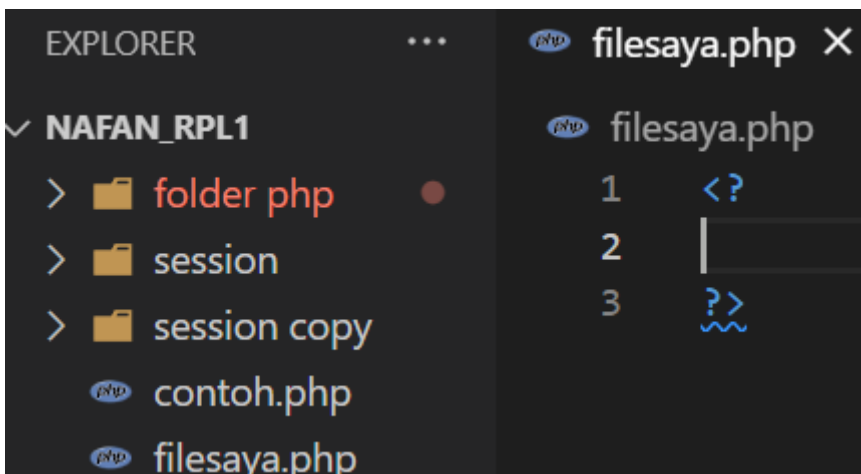 EXPLORER ...
NAFAN_RPL1
folder php
session
session copy
contoh.php
filesaya.php
filesaya.php
filesaya.php
1 <?
2
3 ?>